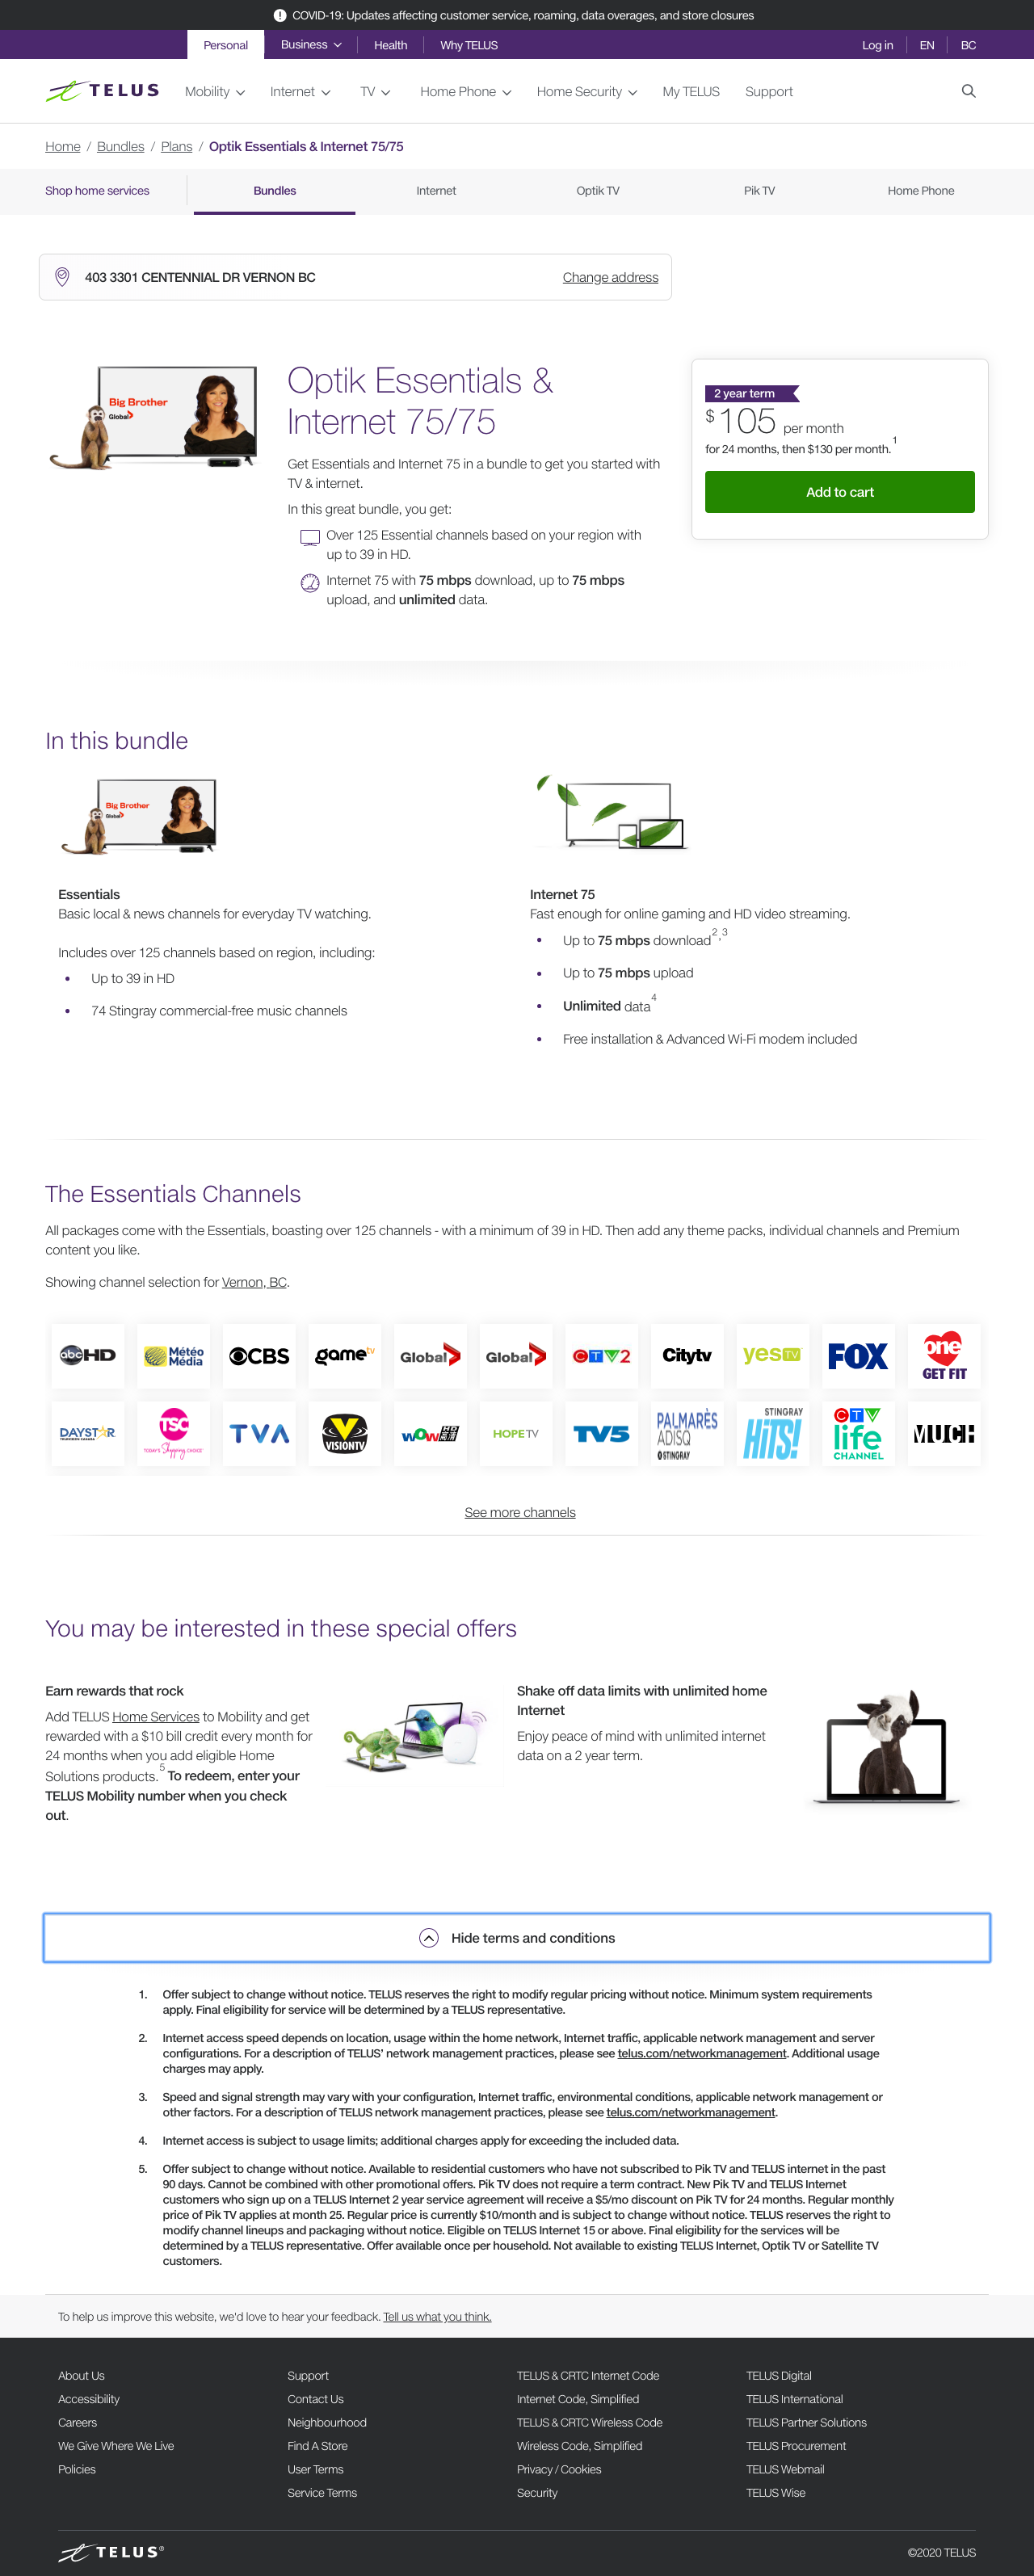 COVID-19: Updates affecting customer service, roaming, data overages, and store closures
Personal Business Health Why TELUS Log in EN BC
TELUS Mobility Internet TV Home Phone Home Security My TELUS Support
Home / Bundles / Plans / Optik Essentials & Internet 75/75
Shop home services Bundles Internet Optik TV Pik TV Home Phone
403 3301 CENTENNIAL DR VERNON BC Change address
Big Brother
Global
Optik Essentials &
Internet 75/75
Get Essentials and Internet 75 in a bundle to get you started with
TV & internet.
In this great bundle, you get:
Over 125 Essential channels based on your region with
up to 39 in HD.
Internet 75 with 75 mbps download, up to 75 mbps
upload, and unlimited data.
2 year term
$105 per month
for 24 months, then $130 per month.1
Add to cart
In this bundle
Big Brother
Global
Essentials
Basic local & news channels for everyday TV watching.
Includes over 125 channels based on region, including:
Up to 39 in HD
74 Stingray commercial-free music channels
Internet 75
Fast enough for online gaming and HD video streaming.
Up to 75 mbps download2,3
Up to 75 mbps upload
Unlimited data4
Free installation & Advanced Wi-Fi modem included
The Essentials Channels
All packages come with the Essentials, boasting over 125 channels - with a minimum of 39 in HD. Then add any theme packs, individual channels and Premium
content you like.
Showing channel selection for Vernon, BC.
abc HD Météo Média CBS game tv Global Global CTV2 Citytv yes TV FOX one GET FIT
DAYSTAR TELEVISION CANADA TSC TODAY'S Shopping CHOICE TVA V VISIONTV WOW HOPE TV TV5 PALMARÈS ADISQ STINGRAY STINGRAY HITS! CTV life CHANNEL MUCH
See more channels
You may be interested in these special offers
Earn rewards that rock
Add TELUS Home Services to Mobility and get
rewarded with a $10 bill credit every month for
24 months when you add eligible Home
Solutions products.5 To redeem, enter your
TELUS Mobility number when you check
out.
Shake off data limits with unlimited home
Internet
Enjoy peace of mind with unlimited internet
data on a 2 year term.
Hide terms and conditions
1. Offer subject to change without notice. TELUS reserves the right to modify regular pricing without notice. Minimum system requirements
apply. Final eligibility for service will be determined by a TELUS representative.
2. Internet access speed depends on location, usage within the home network, Internet traffic, applicable network management and server
configurations. For a description of TELUS' network management practices, please see telus.com/networkmanagement. Additional usage
charges may apply.
3. Speed and signal strength may vary with your configuration, Internet traffic, environmental conditions, applicable network management or
other factors. For a description of TELUS network management practices, please see telus.com/networkmanagement.
4. Internet access is subject to usage limits; additional charges apply for exceeding the included data.
5. Offer subject to change without notice. Available to residential customers who have not subscribed to Pik TV and TELUS internet in the past
90 days. Cannot be combined with other promotional offers. Pik TV does not require a term contract. New Pik TV and TELUS Internet
customers who sign up on a TELUS Internet 2 year service agreement will receive a $5/mo discount on Pik TV for 24 months. Regular monthly
price of Pik TV applies at month 25. Regular price is currently $10/month and is subject to change without notice. TELUS reserves the right to
modify channel lineups and packaging without notice. Eligible on TELUS Internet 15 or above. Final eligibility for the services will be
determined by a TELUS representative. Offer available once per household. Not available to existing TELUS Internet, Optik TV or Satellite TV
customers.
To help us improve this website, we'd love to hear your feedback. Tell us what you think.
About Us Support TELUS & CRTC Internet Code TELUS Digital
Accessibility Contact Us Internet Code, Simplified TELUS International
Careers Neighbourhood TELUS & CRTC Wireless Code TELUS Partner Solutions
We Give Where We Live Find A Store Wireless Code, Simplified TELUS Procurement
Policies User Terms Privacy / Cookies TELUS Webmail
Service Terms Security TELUS Wise
TELUS® ©2020 TELUS